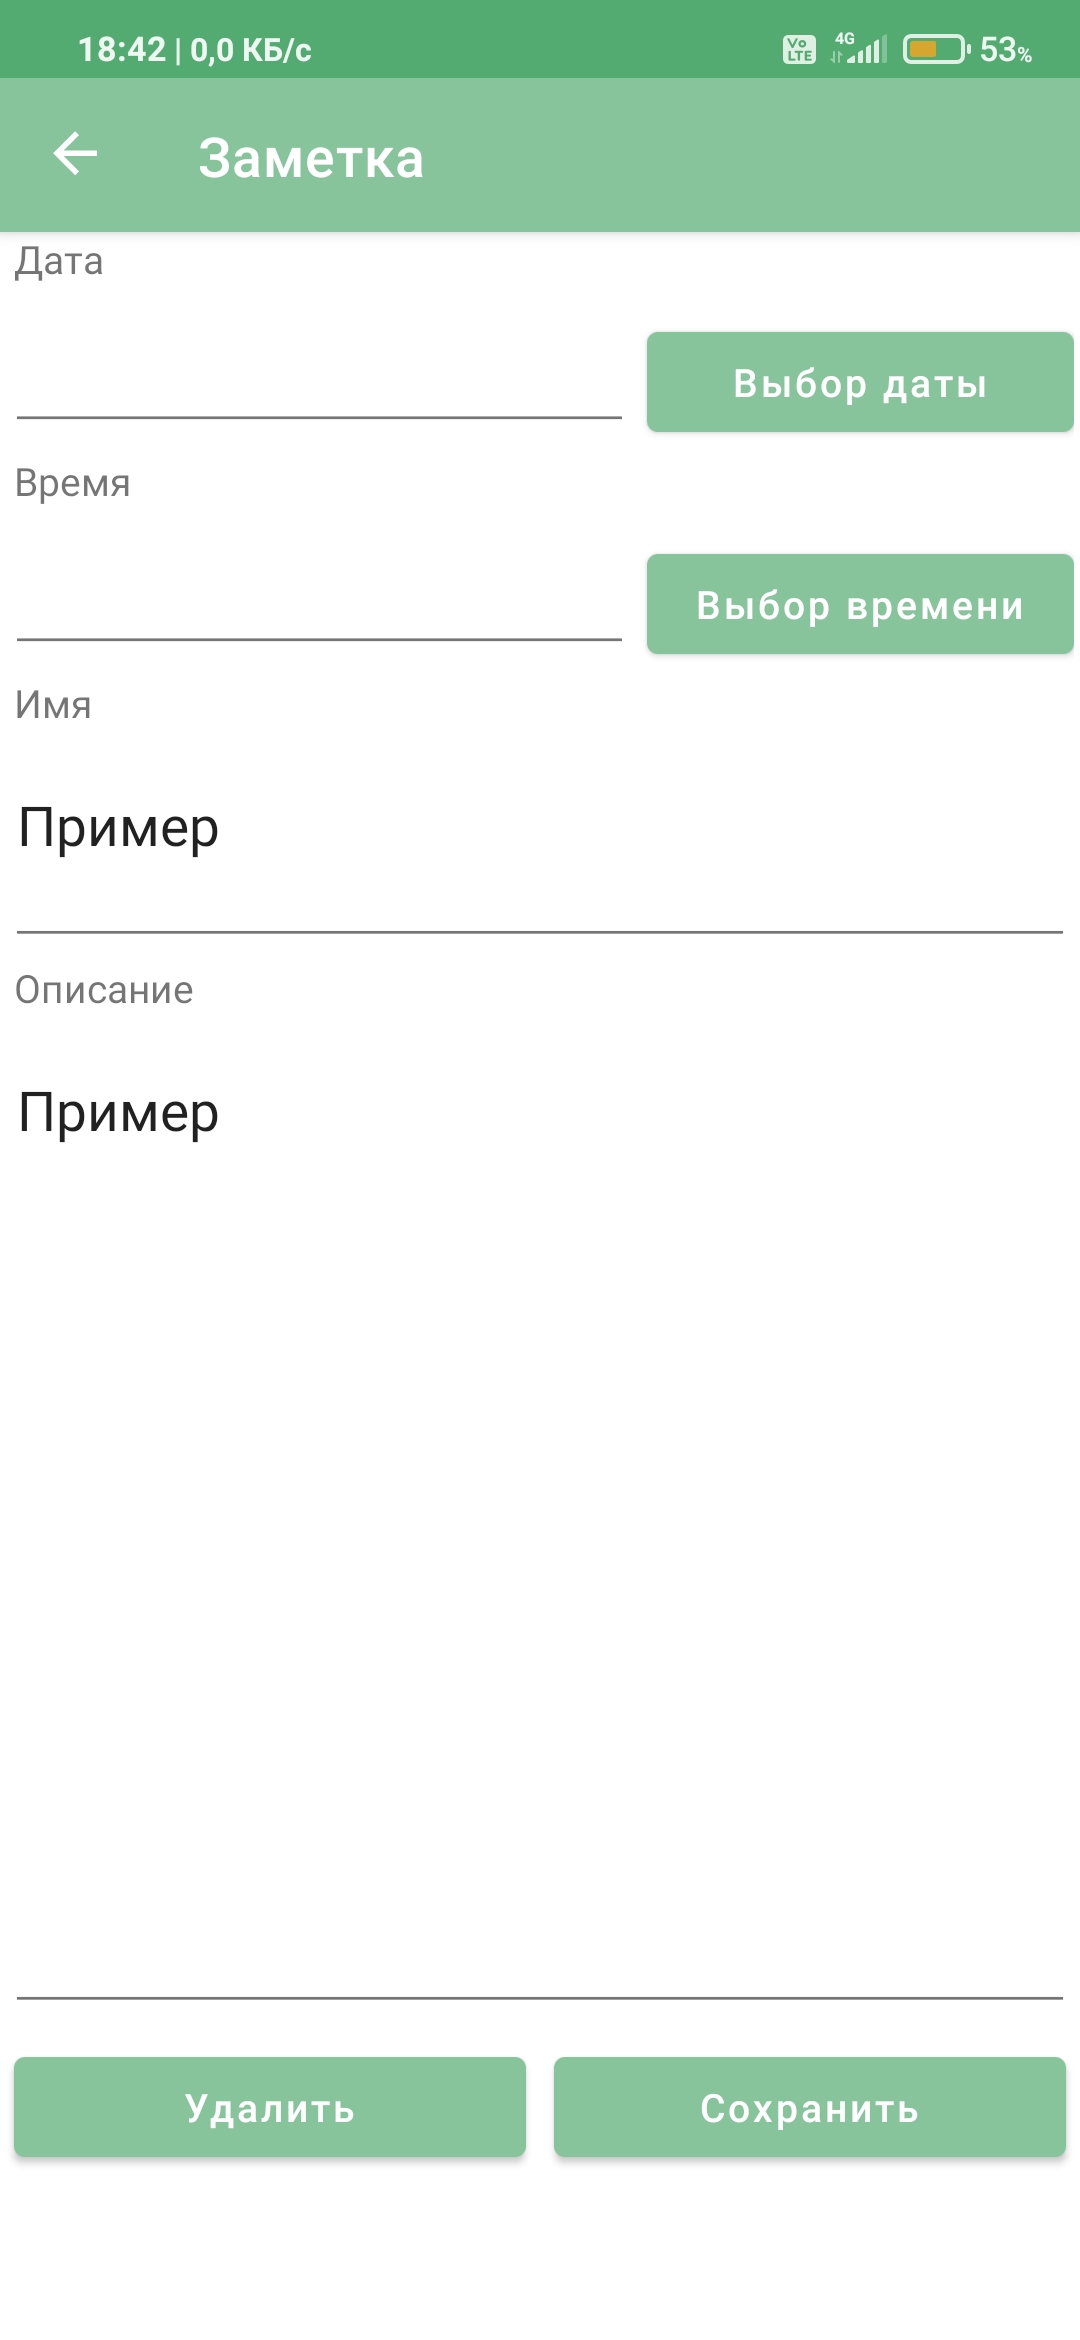 18:42 | 0,0 КБ/с Vo LTE 4G 53%
Заметка
Дата
Выбор даты
Время
Выбор времени
Имя
Пример
Описание
Пример
Удалить Сохранить